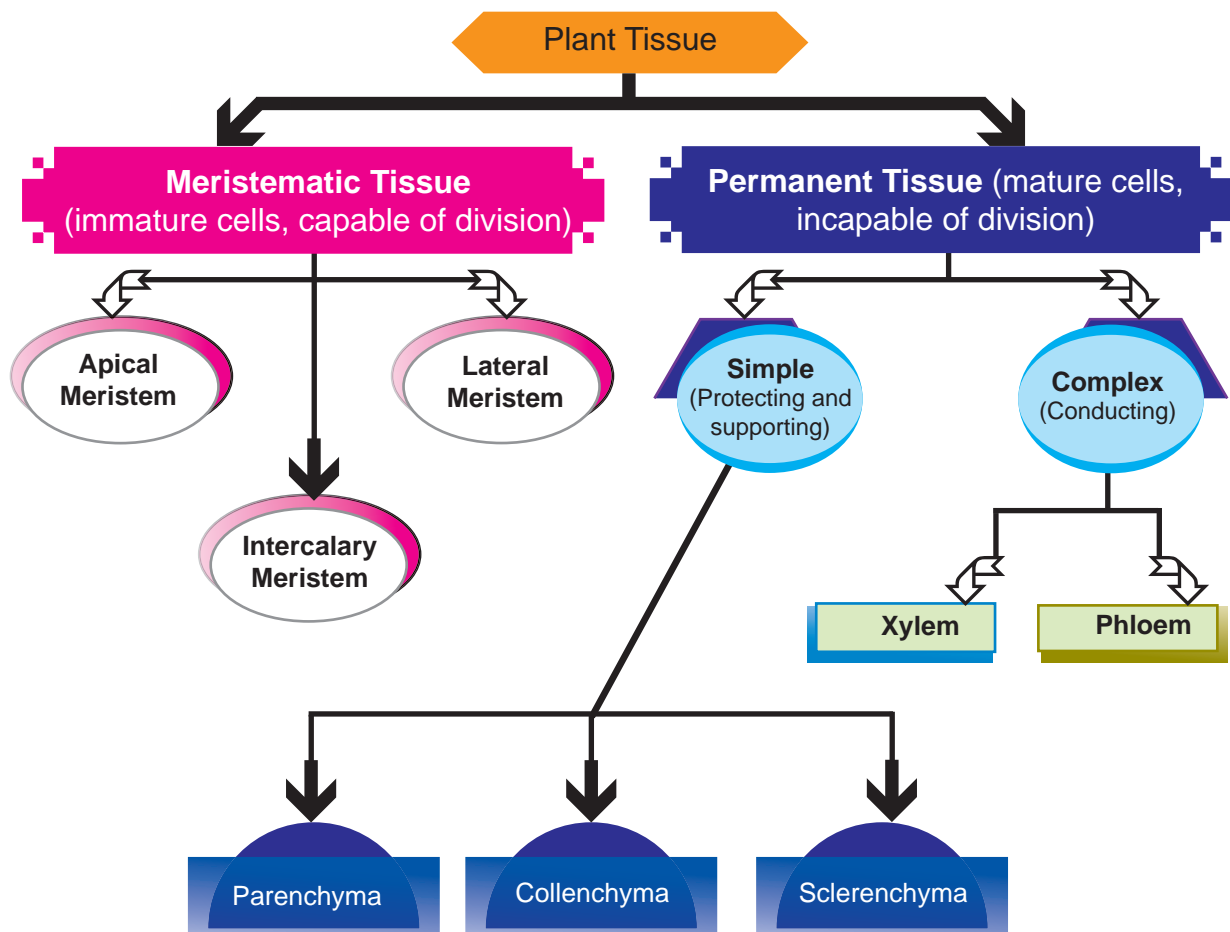 Plant Tissue
Meristematic Tissue
(immature cells, capable of division)
Permanent Tissue (mature cells,
incapable of division)
Apical
Meristem
Lateral
Meristem
Intercalary
Meristem
Simple
(Protecting and
supporting)
Complex
(Conducting)
Xylem
Phloem
Parenchyma
Collenchyma
Sclerenchyma